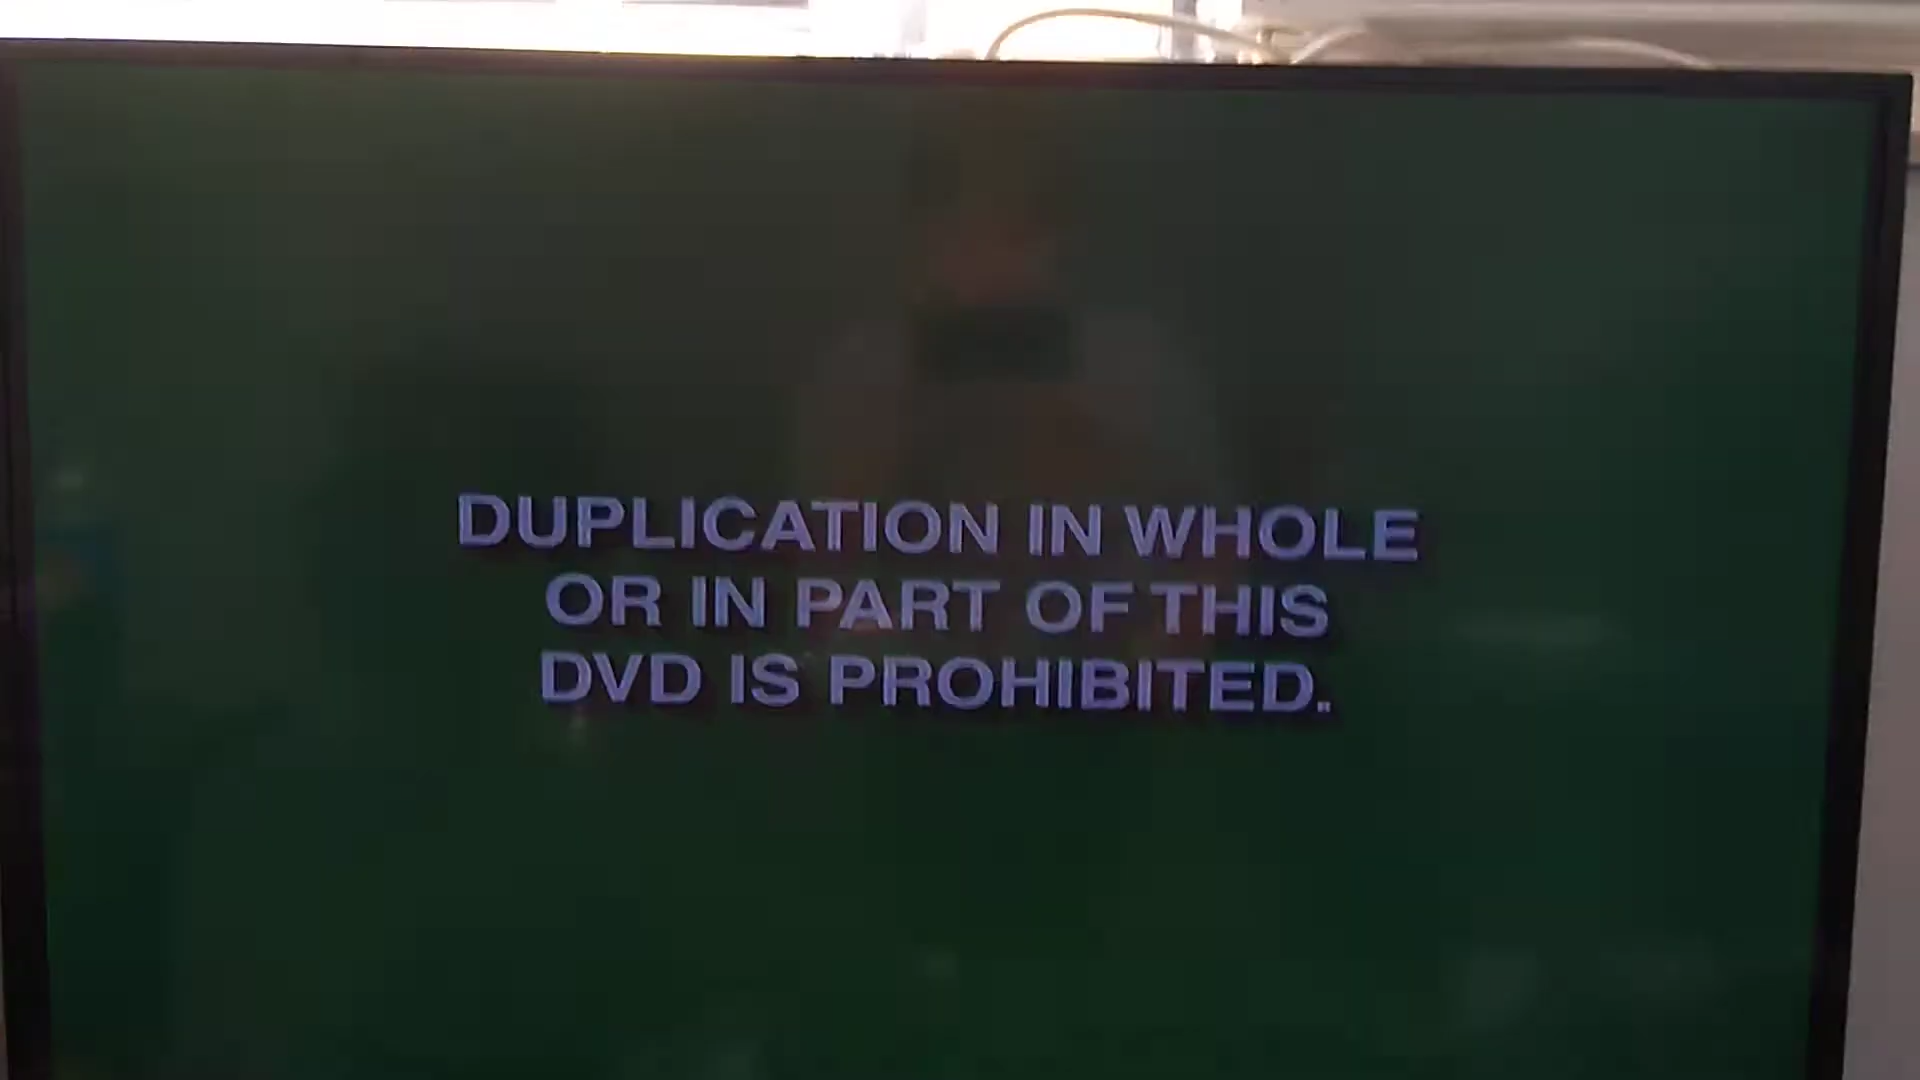 DUPLICATION IN WHOLE
OR IN PART OF THIS
DVD IS PROHIBITED.